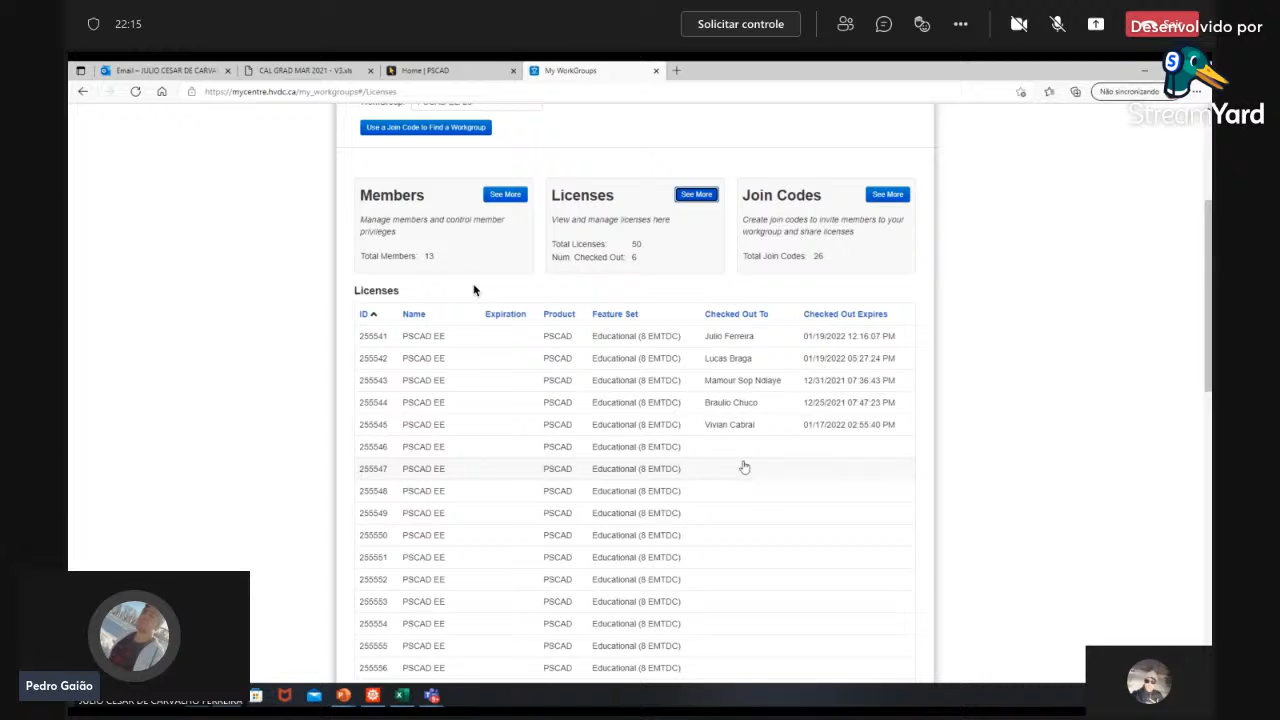 22:15
Solicitar controle
Desenvolvido por
StreamYard
Email – JULIO CESAR DE CARVAL
CAL GRAD MAR 2021 - V3.xls
Home | PSCAD
My WorkGroups
https://mycentre.hvdc.ca/my_workgroups#/Licenses
Não sincronizando
Use a Join Code to Find a Workgroup
Members See More
Manage members and control member
privileges
Total Members: 13
Licenses See More
View and manage licenses here
Total Licenses: 50
Num. Checked Out: 6
Join Codes See More
Create join codes to invite members to your
workgroup and share licenses
Total Join Codes: 26
Licenses
ID Name Expiration Product Feature Set Checked Out To Checked Out Expires
255541 PSCAD EE PSCAD Educational (8 EMTDC) Julio Ferreira 01/19/2022 12:16:07 PM
255542 PSCAD EE PSCAD Educational (8 EMTDC) Lucas Braga 01/19/2022 05:27:24 PM
255543 PSCAD EE PSCAD Educational (8 EMTDC) Mamour Sop Ndiaye 12/31/2021 07:36:43 PM
255544 PSCAD EE PSCAD Educational (8 EMTDC) Braulio Chuco 12/25/2021 07:47:23 PM
255545 PSCAD EE PSCAD Educational (8 EMTDC) Vivian Cabral 01/17/2022 02:55:40 PM
255546 PSCAD EE PSCAD Educational (8 EMTDC)
255547 PSCAD EE PSCAD Educational (8 EMTDC)
255548 PSCAD EE PSCAD Educational (8 EMTDC)
255549 PSCAD EE PSCAD Educational (8 EMTDC)
255550 PSCAD EE PSCAD Educational (8 EMTDC)
255551 PSCAD EE PSCAD Educational (8 EMTDC)
255552 PSCAD EE PSCAD Educational (8 EMTDC)
255553 PSCAD EE PSCAD Educational (8 EMTDC)
255554 PSCAD EE PSCAD Educational (8 EMTDC)
255555 PSCAD EE PSCAD Educational (8 EMTDC)
255556 PSCAD EE PSCAD Educational (8 EMTDC)
Pedro Gaião
JULIO CESAR DE CARVALHO FERREIRA